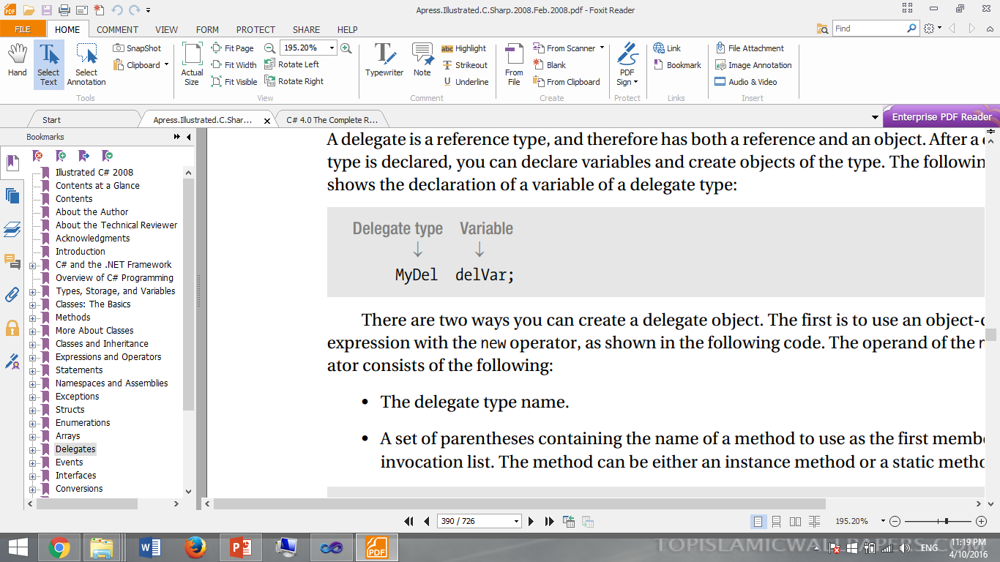 Apress.Illustrated.C.Sharp.2008.Feb.2008.pdf - Foxit Reader
FILE HOME COMMENT VIEW FORM PROTECT SHARE HELP Find
Hand
Select Text
Select Annotation
SnapShot
Clipboard
Tools
Actual Size
Fit Page
Fit Width
Fit Visible
195.20%
Rotate Left
Rotate Right
View
Typewriter
Note
Highlight
Strikeout
Underline
Comment
From File
From Scanner
Blank
From Clipboard
Create
PDF Sign
Protect
Link
Bookmark
Links
File Attachment
Image Annotation
Audio & Video
Insert
Start Apress.Illustrated.C.Shar... C# 4.0 The Complete R... Enterprise PDF Reader
Bookmarks
Illustrated C# 2008
Contents at a Glance
Contents
About the Author
About the Technical Reviewer
Acknowledgments
Introduction
C# and the .NET Framework
Overview of C# Programming
Types, Storage, and Variables
Classes: The Basics
Methods
More About Classes
Classes and Inheritance
Expressions and Operators
Statements
Namespaces and Assemblies
Exceptions
Structs
Enumerations
Arrays
Delegates
Events
Interfaces
Conversions
A delegate is a reference type, and therefore has both a reference and an object. After a
type is declared, you can declare variables and create objects of the type. The followin
shows the declaration of a variable of a delegate type:
Delegate type Variable
MyDel delVar;
There are two ways you can create a delegate object. The first is to use an object-c
expression with the new operator, as shown in the following code. The operand of the n
ator consists of the following:
• The delegate type name.
• A set of parentheses containing the name of a method to use as the first membe
invocation list. The method can be either an instance method or a static metho
390 / 726
195.20%
TOPISLAMICWALLPAPERS.COM
ENG
11:19 PM
4/10/2016